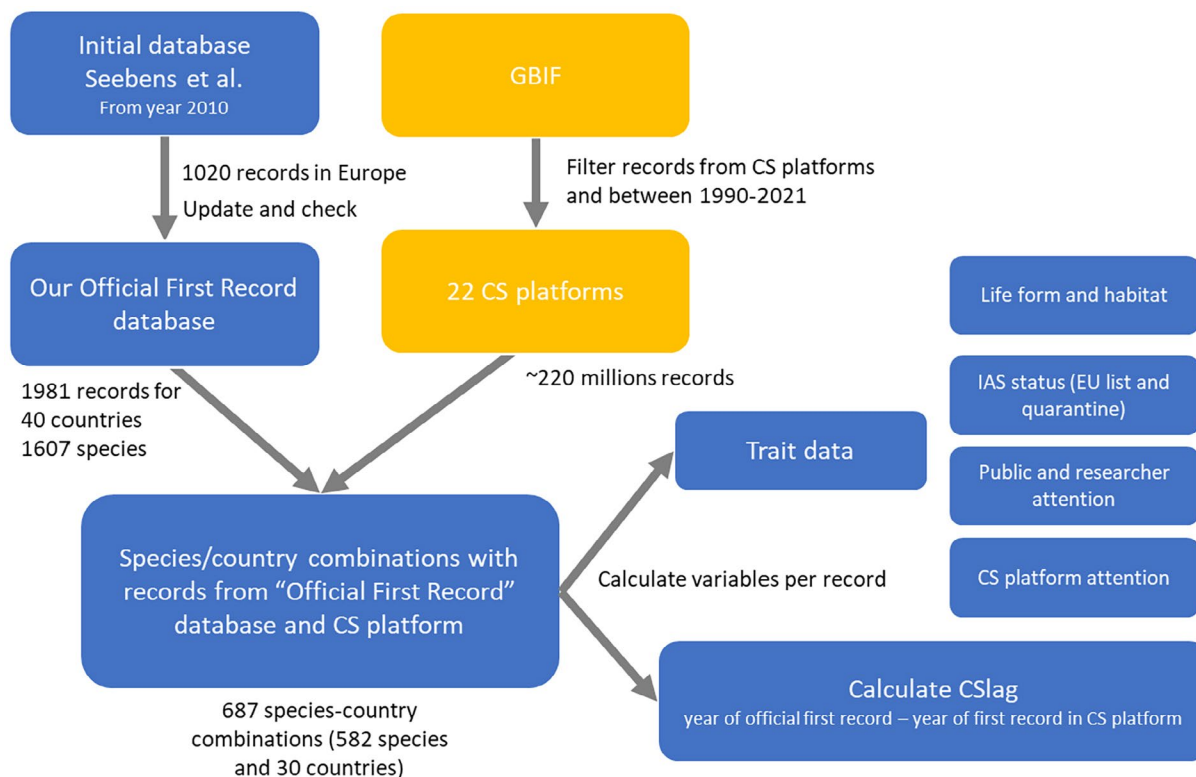 Initial database
Seebens et al.
From year 2010
GBIF
1020 records in Europe
Update and check
Filter records from CS platforms
and between 1990-2021
Our Official First Record
database
22 CS platforms
Life form and habitat
1981 records for
40 countries
1607 species
~220 millions records
IAS status (EU list and
quarantine)
Trait data
Public and researcher
attention
Species/country combinations with
records from “Official First Record”
database and CS platform
Calculate variables per record
CS platform attention
687 species-country
combinations (582 species
and 30 countries)
Calculate CSlag
year of official first record – year of first record in CS platform